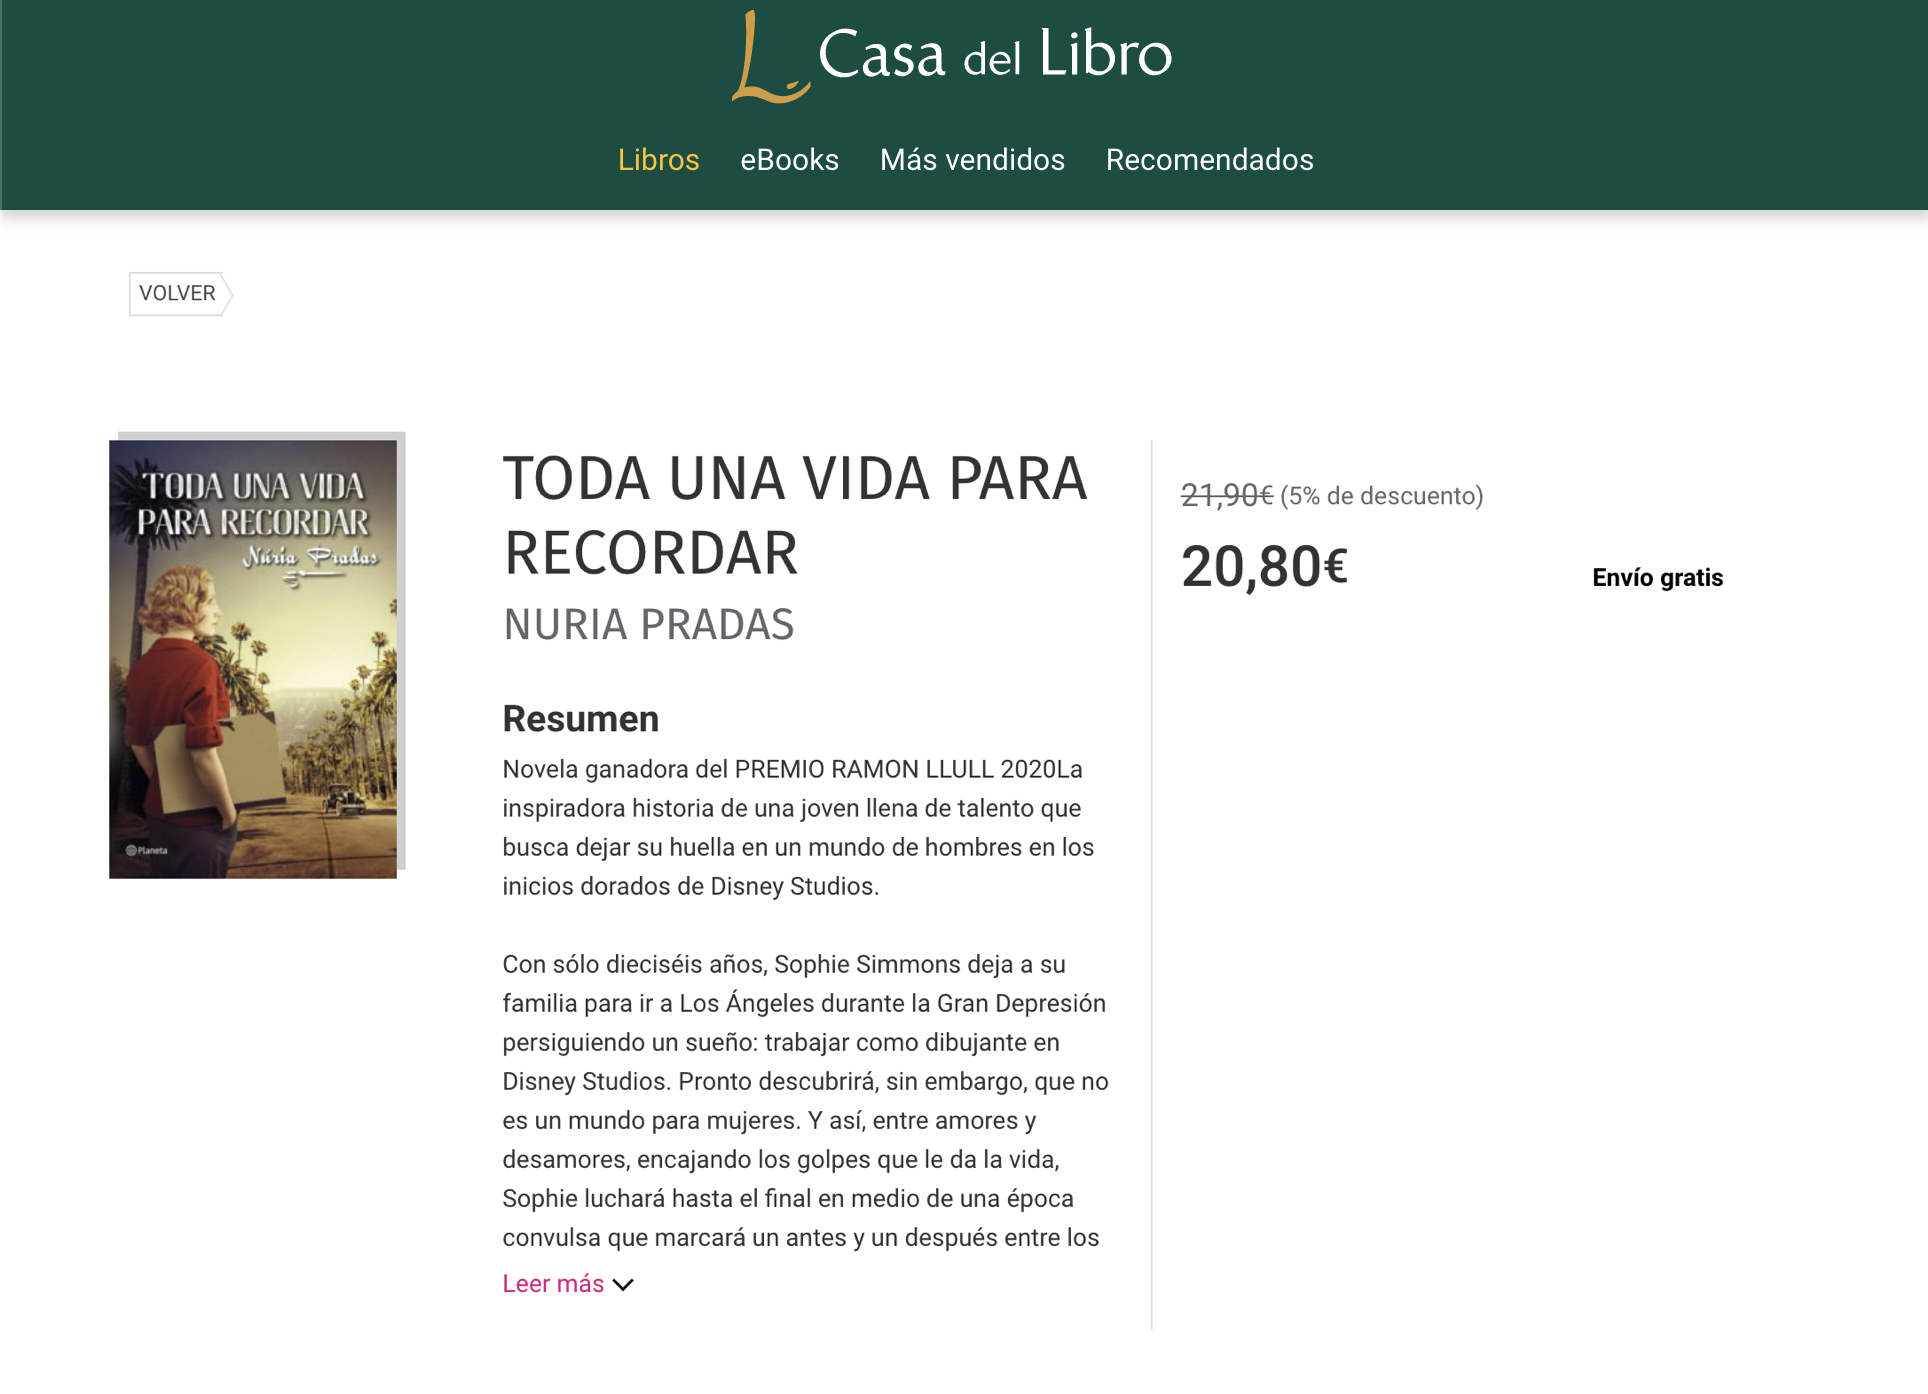 Casa del Libro
Libros eBooks Más vendidos Recomendados
VOLVER
TODA UNA VIDA
PARA RECORDAR
Núria Pradas
Planeta
TODA UNA VIDA PARA
RECORDAR
NURIA PRADAS
Resumen
Novela ganadora del PREMIO RAMON LLULL 2020La
inspiradora historia de una joven llena de talento que
busca dejar su huella en un mundo de hombres en los
inicios dorados de Disney Studios.
Con sólo dieciséis años, Sophie Simmons deja a su
familia para ir a Los Ángeles durante la Gran Depresión
persiguiendo un sueño: trabajar como dibujante en
Disney Studios. Pronto descubrirá, sin embargo, que no
es un mundo para mujeres. Y así, entre amores y
desamores, encajando los golpes que le da la vida,
Sophie luchará hasta el final en medio de una época
convulsa que marcará un antes y un después entre los
Leer más
21,90€ (5% de descuento)
20,80€
Envío gratis